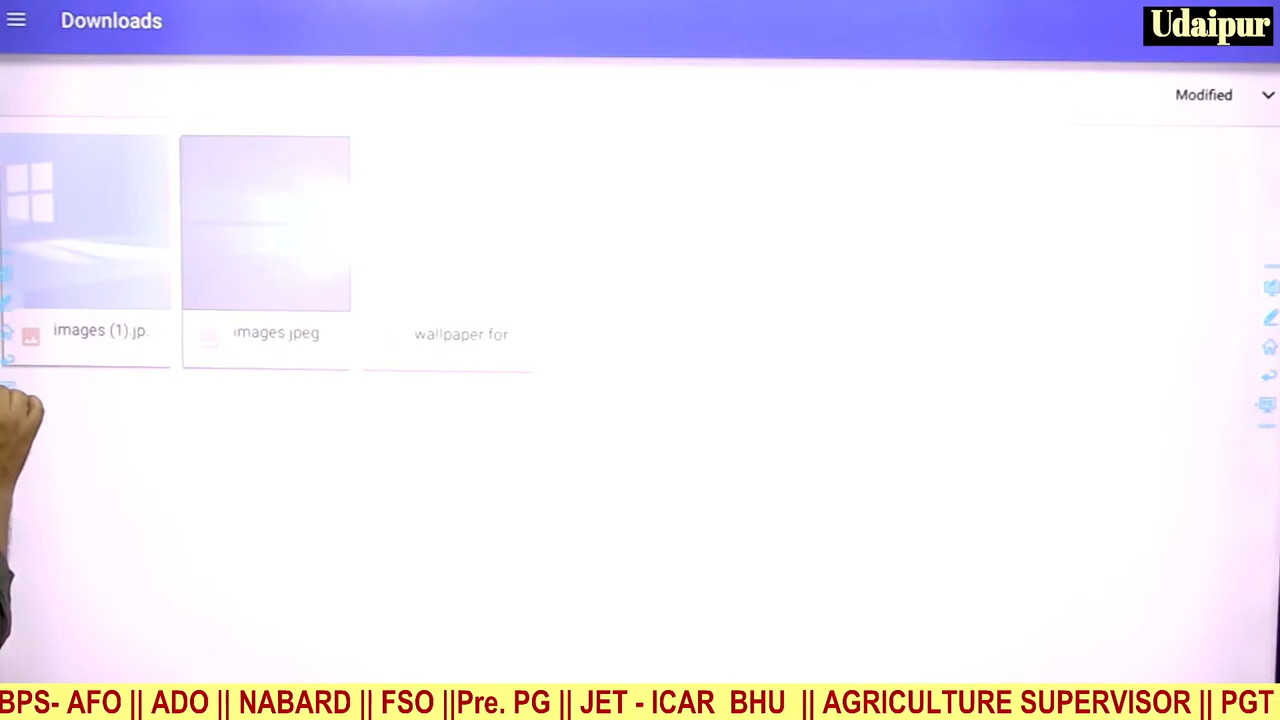 Downloads
Udaipur
Modified
images (1).jp.
images jpeg
wallpaper for
BPS- AFO || ADO || NABARD || FSO ||Pre. PG || JET - ICAR BHU || AGRICULTURE SUPERVISOR || PGT